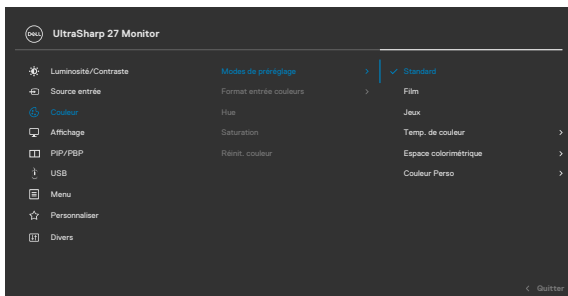 DELL UltraSharp 27 Monitor
Luminosité/Contraste
Source entrée
Couleur
Affichage
PIP/PBP
USB
Menu
Personnaliser
Divers
Modes de préréglage
Format entrée couleurs
Hue
Saturation
Réinit. couleur
Standard
Film
Jeux
Temp. de couleur
Espace colorimétrique
Couleur Perso
Quitter